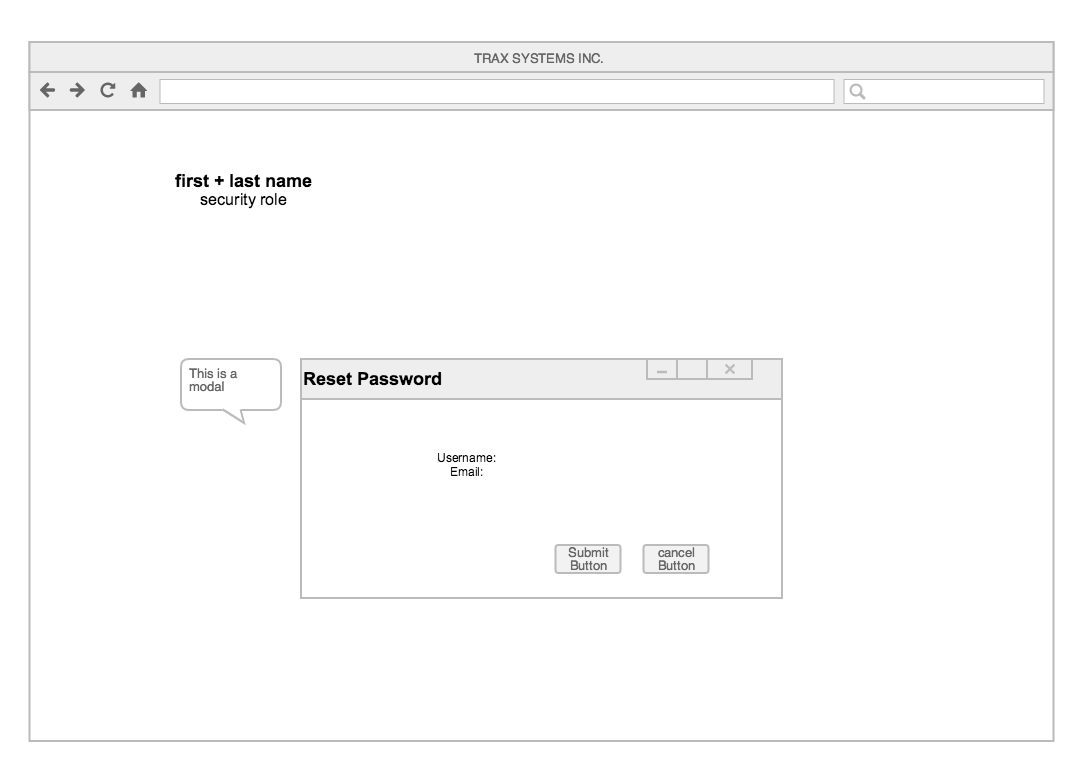 TRAX SYSTEMS INC.
first + last name
security role
This is a
modal
Reset Password
Username:
Email:
Submit
Button
cancel
Button